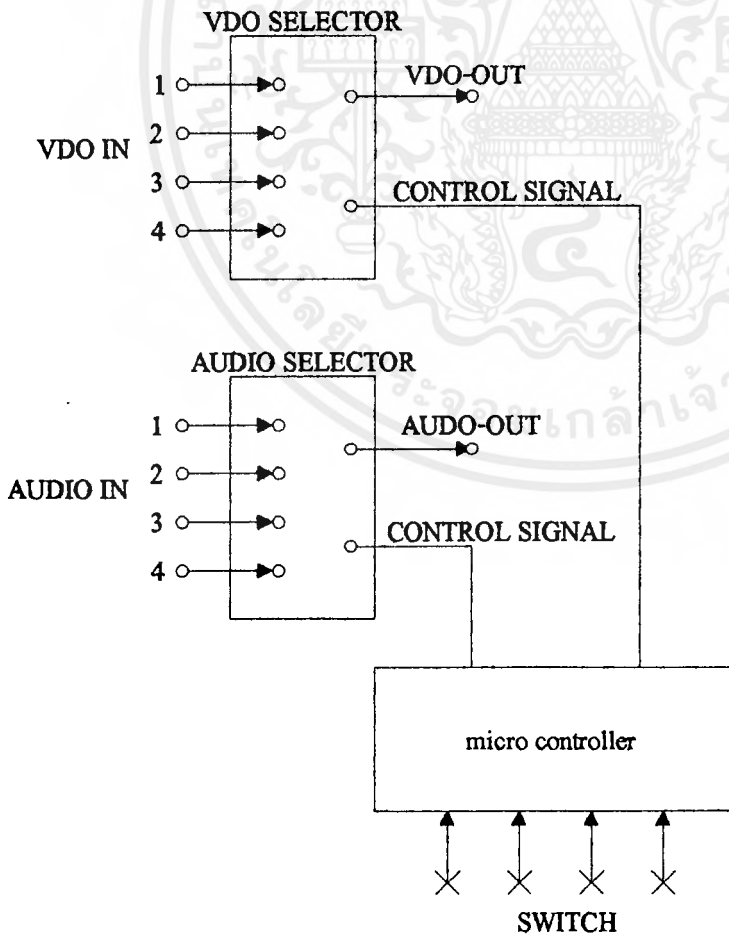 VDO SELECTOR
1
VDO-OUT
2
VDO IN
3
CONTROL SIGNAL
4
AUDIO SELECTOR
1
AUDO-OUT
2
AUDIO IN
3
CONTROL SIGNAL
4
micro controller
SWITCH